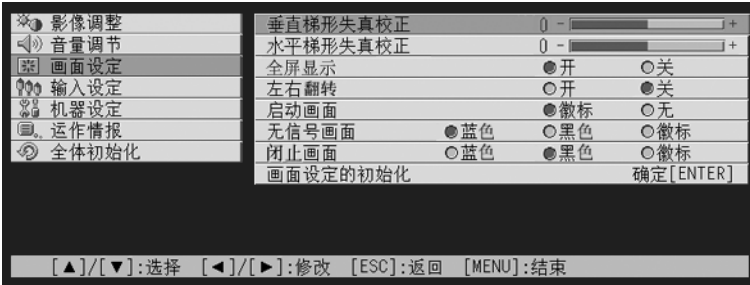 影像调整
音量调节
画面设定
输入设定
机器设定
运作情报
全体初始化
垂直梯形失真校正 0 - +
水平梯形失真校正 0 - +
全屏显示 开 关
左右翻转 开 关
启动画面 徽标 无
无信号画面 蓝色 黑色 徽标
闭止画面 蓝色 黑色 徽标
画面设定的初始化 确定[ENTER]
[▲]/[▼]:选择 [◄]/[►]:修改 [ESC]:返回 [MENU]:结束